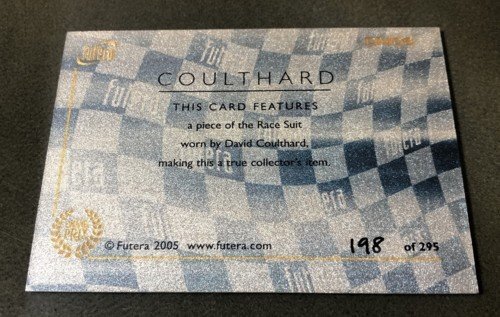 futera
COULTHARD
THIS CARD FEATURES
a piece of the Race Suit
worn by David Coulthard,
making this a true collector's item.
© Futera 2005 www.futera.com
198 of 295